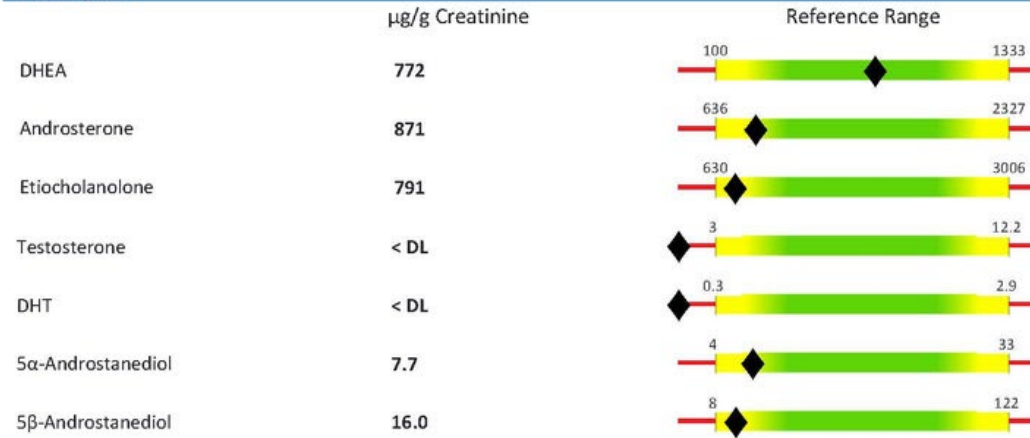 µg/g Creatinine Reference Range
100 1333
DHEA 772
636 2327
Androsterone 871
630 3006
Etiocholanolone 791
3 12.2
Testosterone < DL
0.3 2.9
DHT < DL
4 33
5α-Androstanediol 7.7
8 122
5β-Androstanediol 16.0